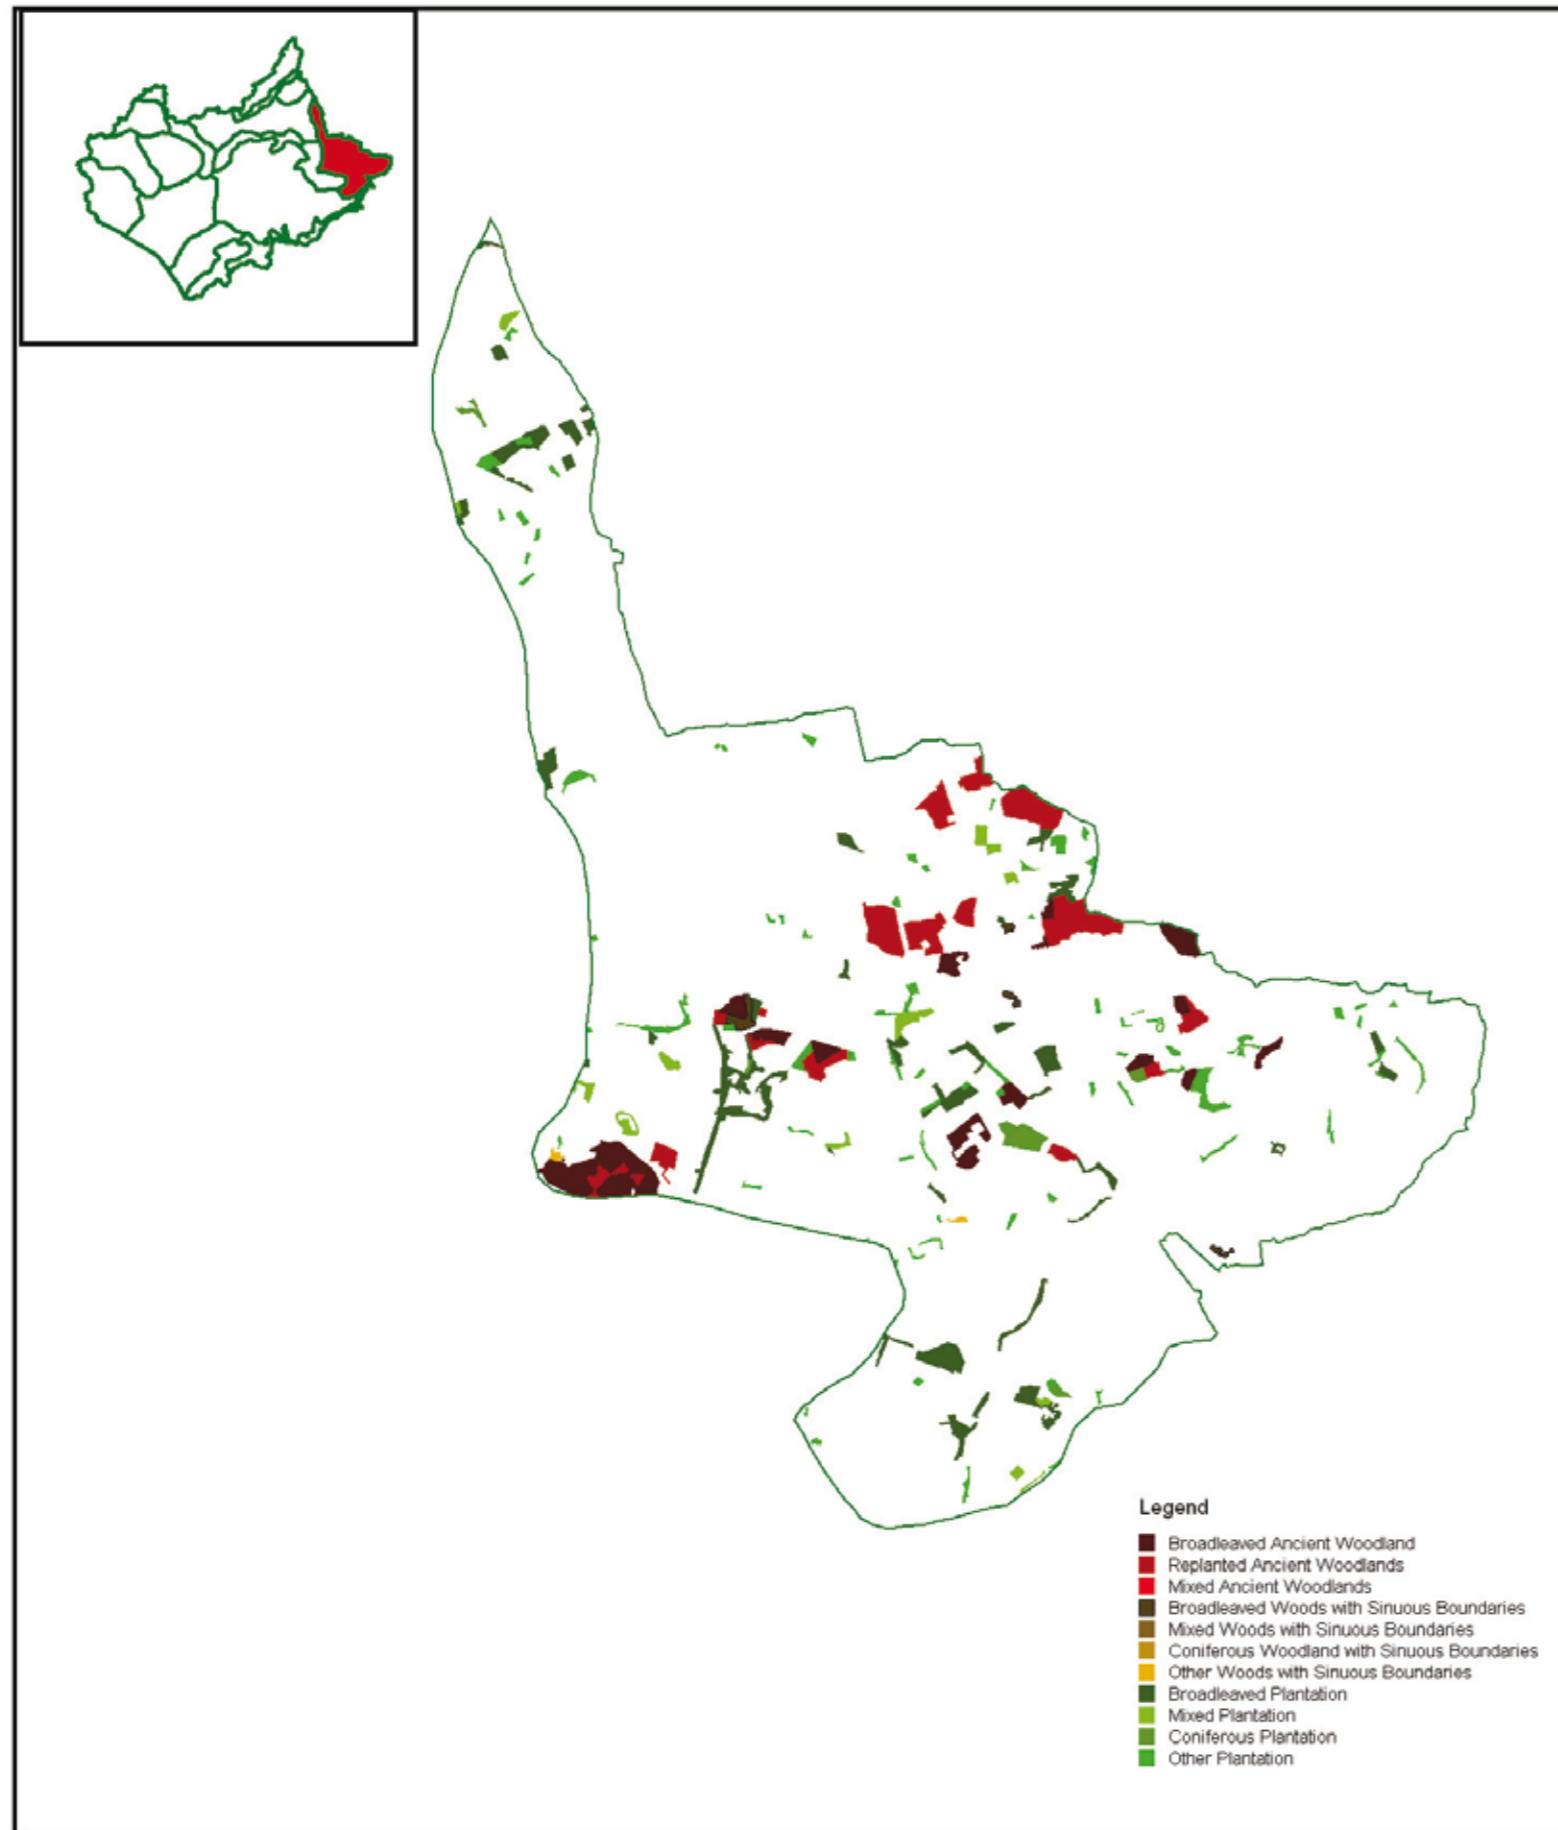 Legend
Broadleaved Ancient Woodland
Replanted Ancient Woodlands
Mixed Ancient Woodlands
Broadleaved Woods with Sinuous Boundaries
Mixed Woods with Sinuous Boundaries
Coniferous Woodland with Sinuous Boundaries
Other Woods with Sinuous Boundaries
Broadleaved Plantation
Mixed Plantation
Coniferous Plantation
Other Plantation